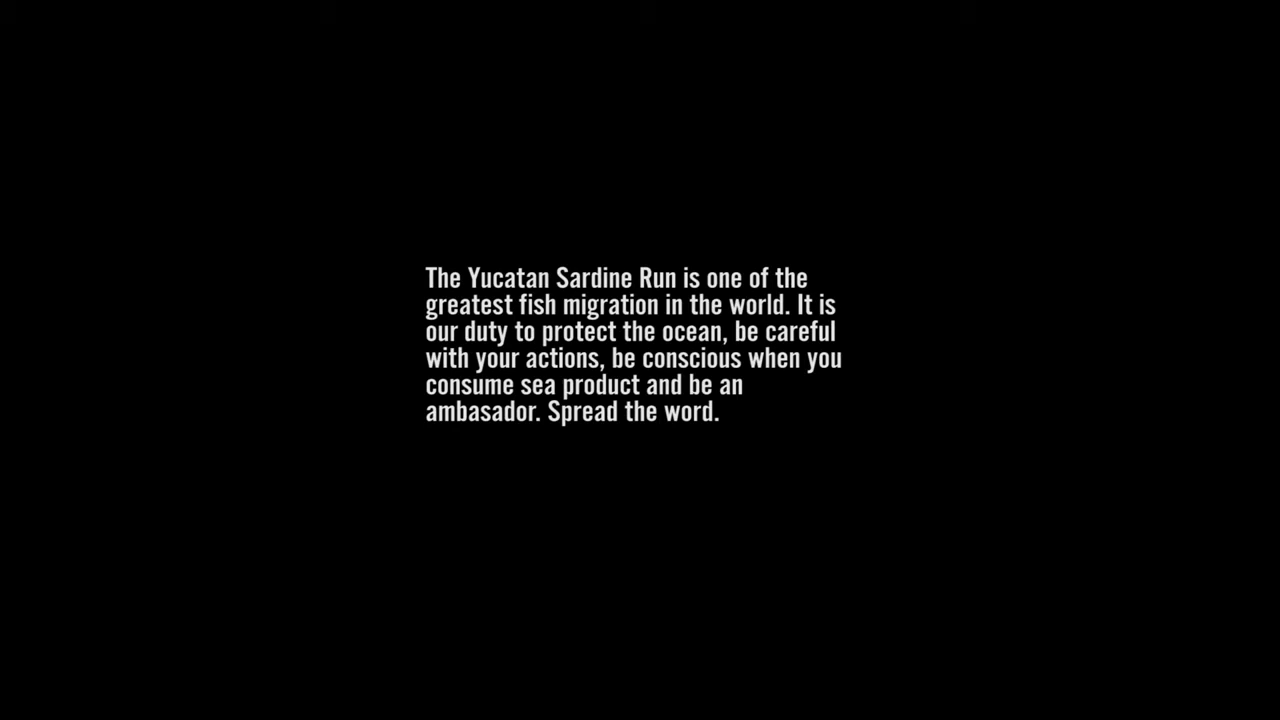 The Yucatan Sardine Run is one of the
greatest fish migration in the world. It is
our duty to protect the ocean, be careful
with your actions, be conscious when you
consume sea product and be an
ambasador. Spread the word.